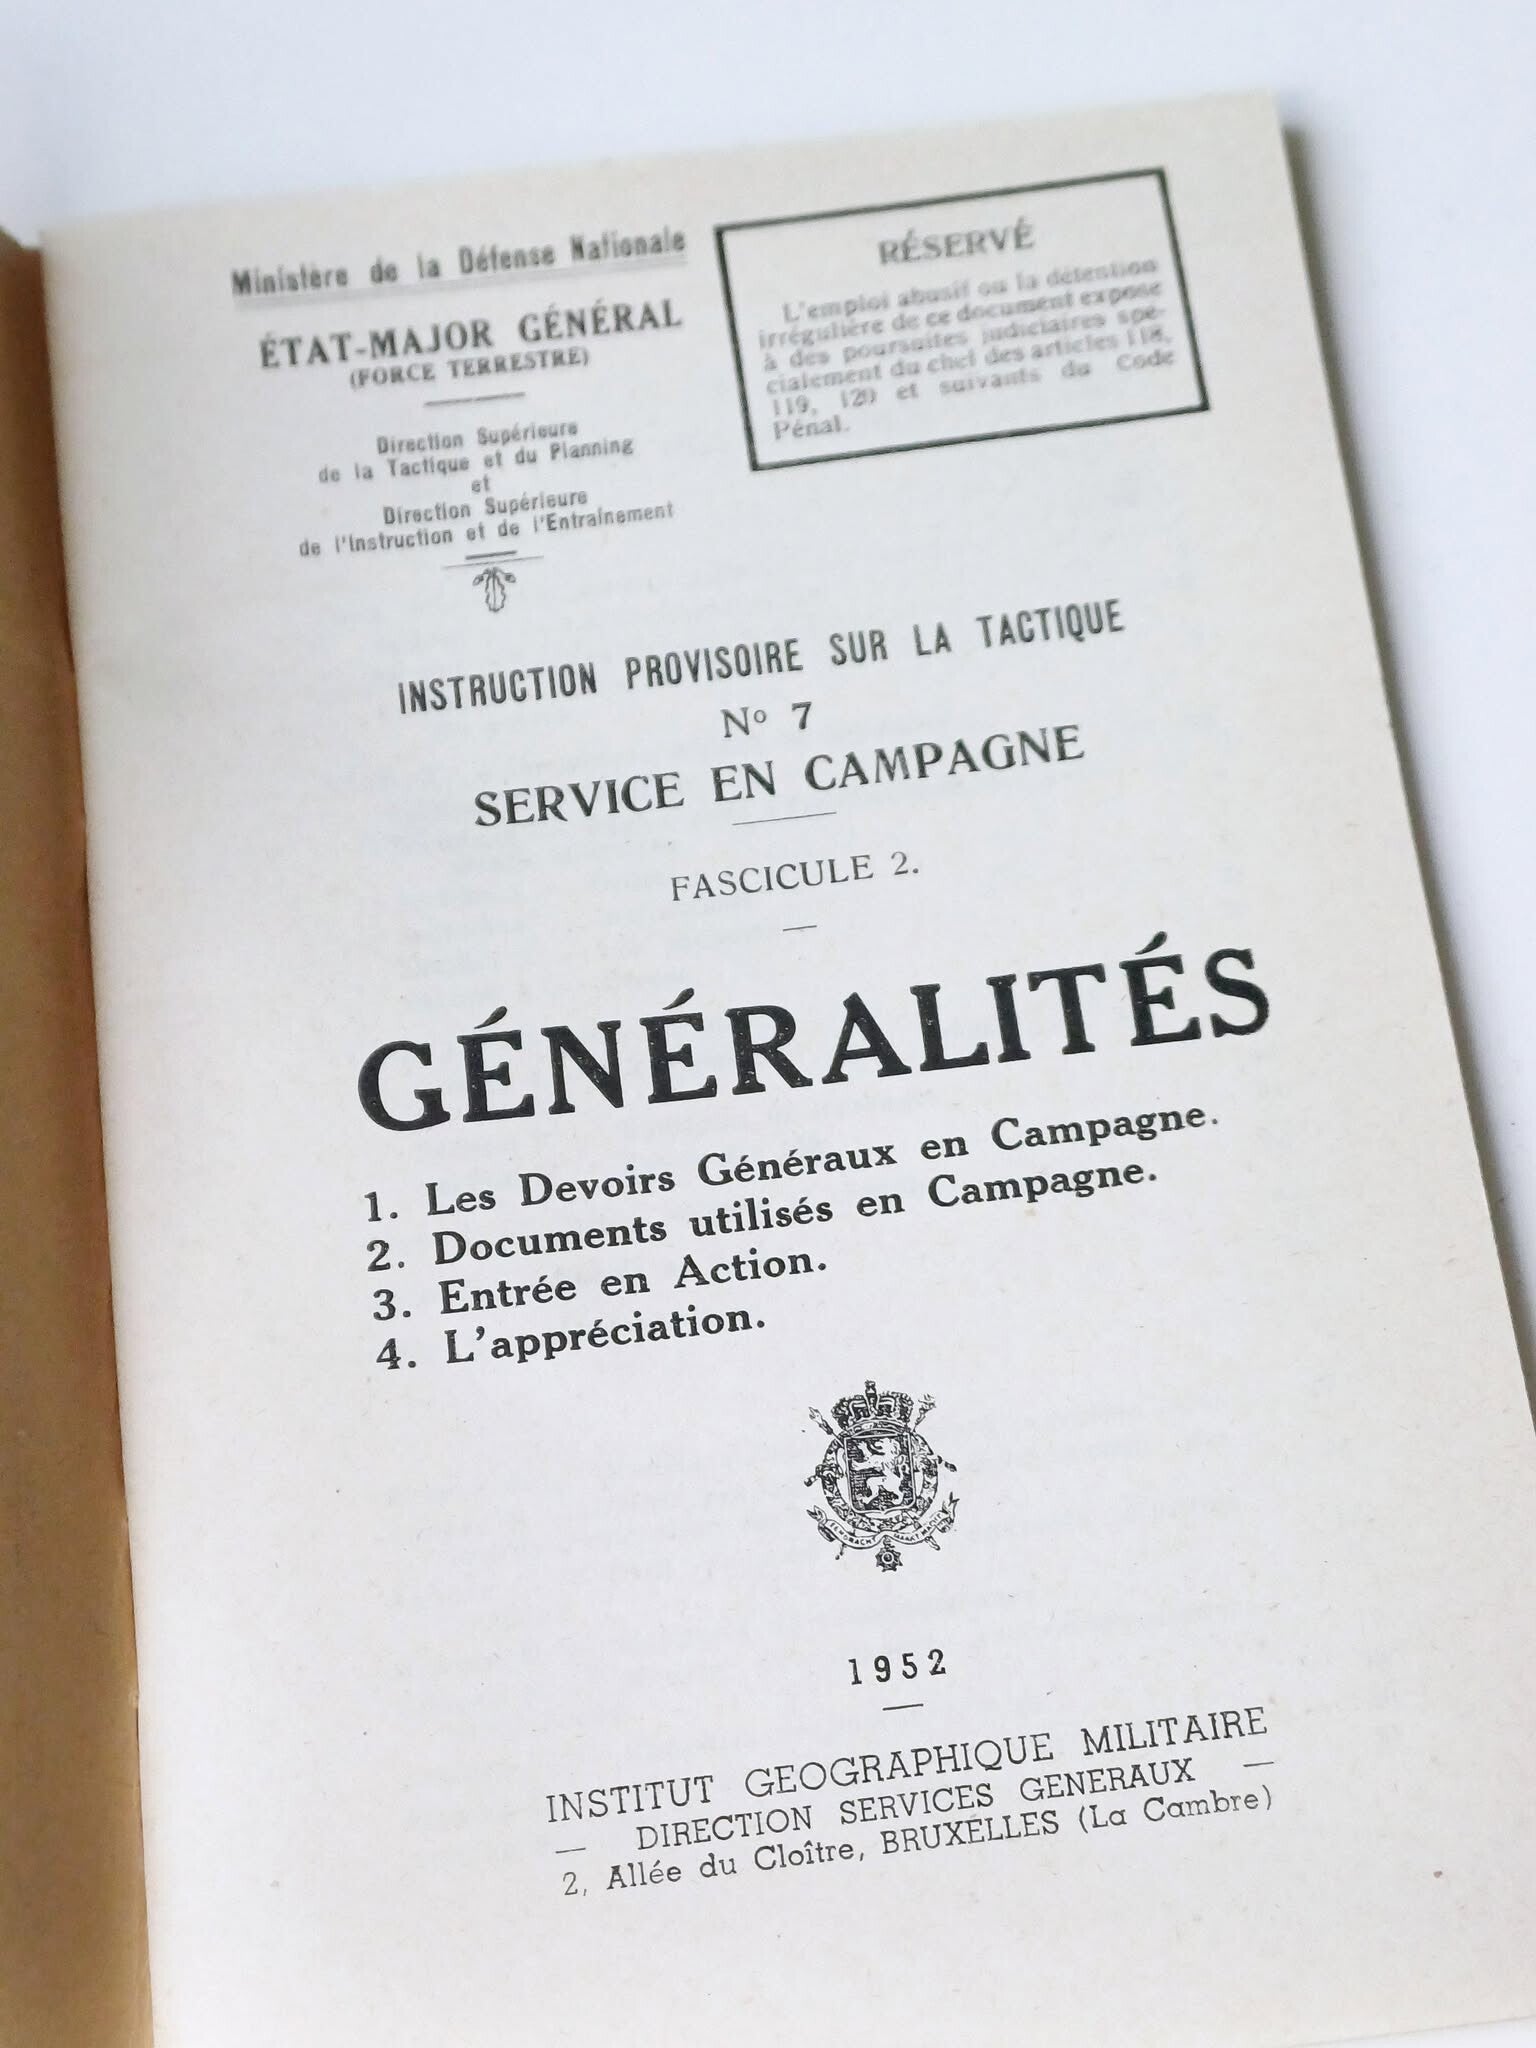 Ministère de la Défense Nationale
ÉTAT-MAJOR GÉNÉRAL
(FORCE TERRESTRE)
Direction Supérieure
de la Tactique et du Planning
et
Direction Supérieure
de l'Instruction et de l'Entraînement
RÉSERVÉ
L'emploi abusif ou la détention
irrégulière de ce document expose
à des poursuites judiciaires spé-
cialement du chef des articles 118,
119, 120 et suivants du Code
Pénal.
INSTRUCTION PROVISOIRE SUR LA TACTIQUE
Nº 7
SERVICE EN CAMPAGNE
FASCICULE 2.
GÉNÉRALITÉS
1. Les Devoirs Généraux en Campagne.
2. Documents utilisés en Campagne.
3. Entrée en Action.
4. L'appréciation.
EENDRACHT MAAKT MACHT
1952
INSTITUT GEOGRAPHIQUE MILITAIRE
— DIRECTION SERVICES GENERAUX —
2, Allée du Cloître, BRUXELLES (La Cambre)